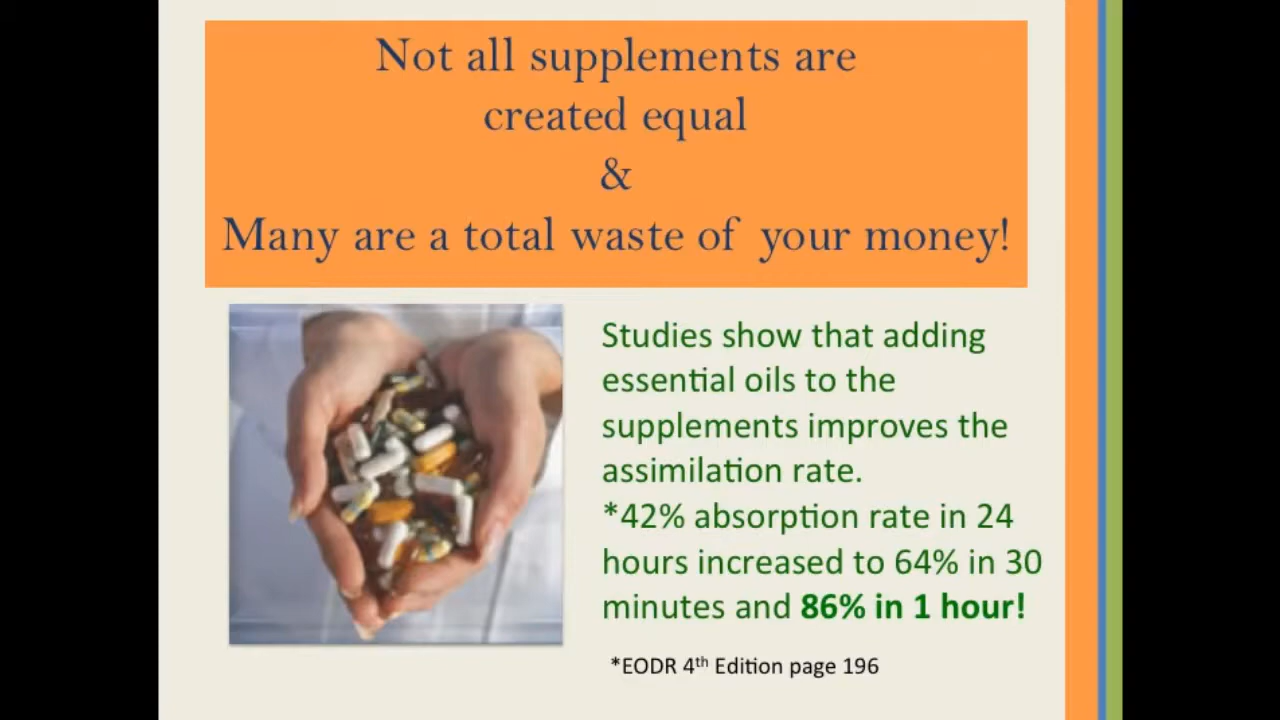 Not all supplements are
created equal
&
Many are a total waste of your money!
Studies show that adding
essential oils to the
supplements improves the
assimilation rate.
*42% absorption rate in 24
hours increased to 64% in 30
minutes and 86% in 1 hour!
*EODR 4th Edition page 196